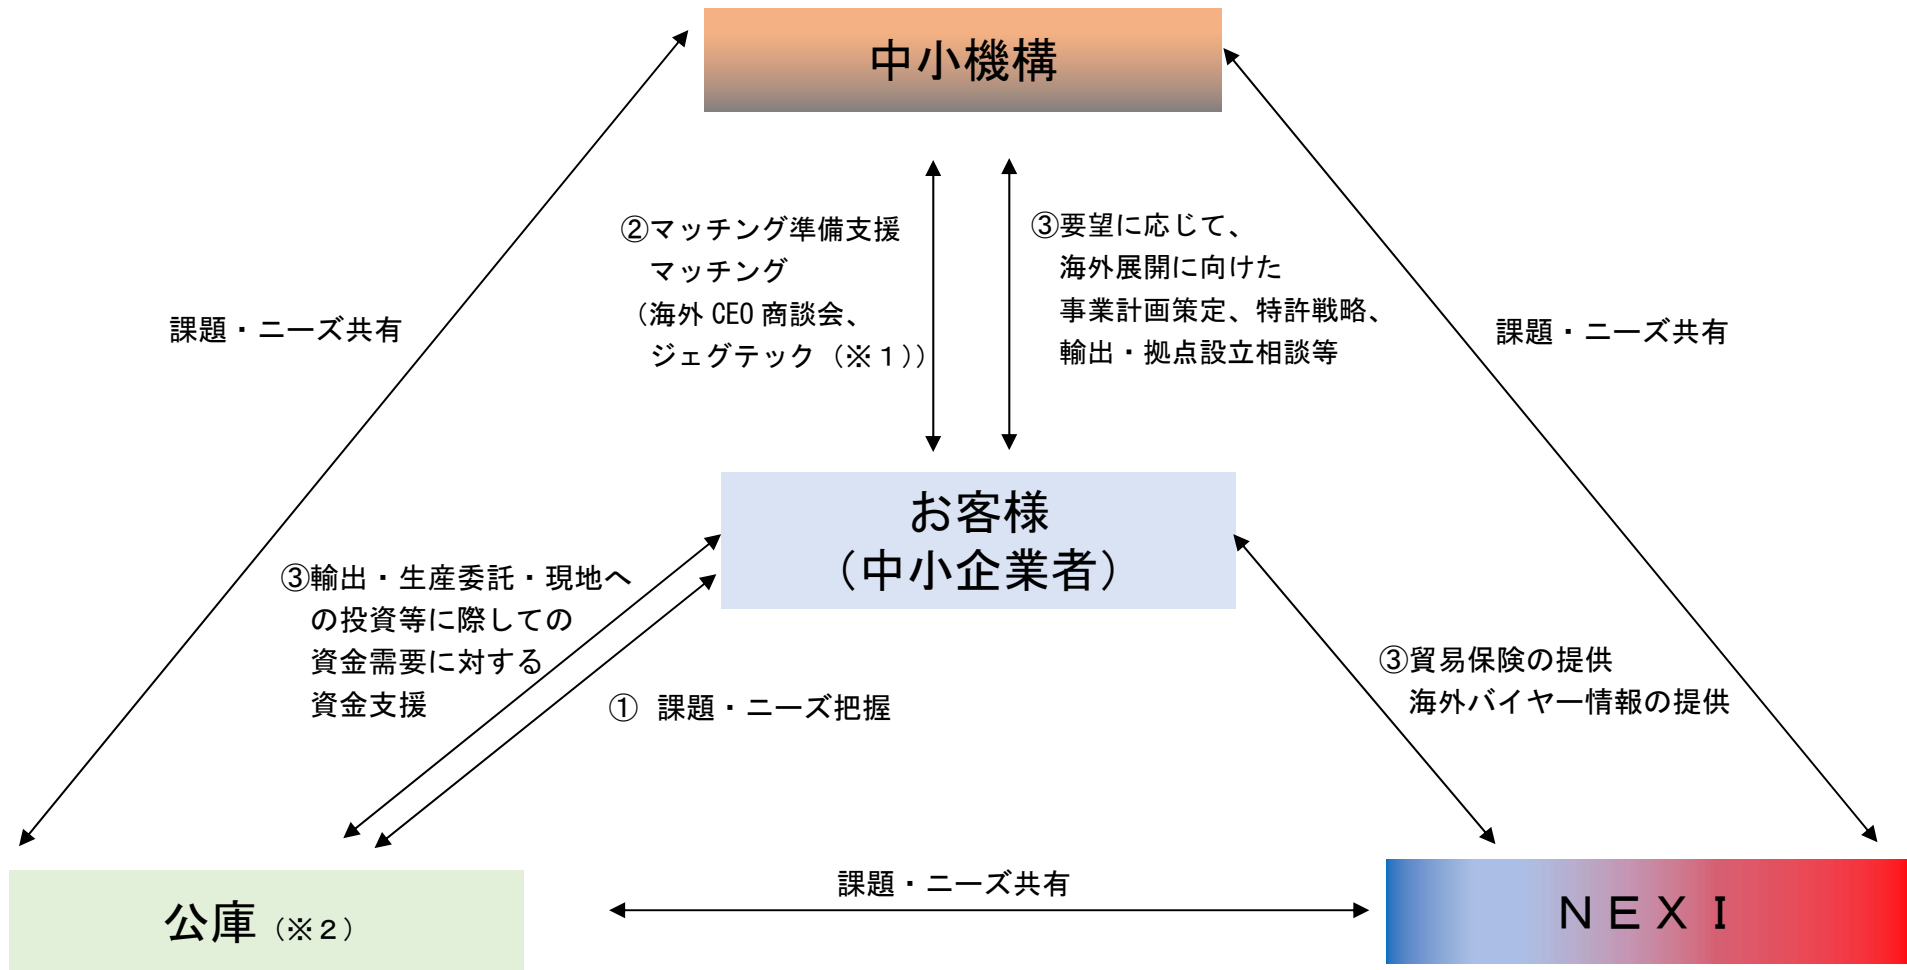 中小機構
②マッチング準備支援
マッチング
（海外 CEO 商談会、
ジェグテック（※１））
③要望に応じて、
海外展開に向けた
事業計画策定、特許戦略、
輸出・拠点設立相談等
課題・ニーズ共有
課題・ニーズ共有
お客様
（中小企業者）
③輸出・生産委託・現地へ
の投資等に際しての
資金需要に対する
資金支援
① 課題・ニーズ把握
③貿易保険の提供
海外バイヤー情報の提供
課題・ニーズ共有
公庫（※２）
ＮＥＸＩ